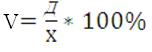 V= д/x * 100%